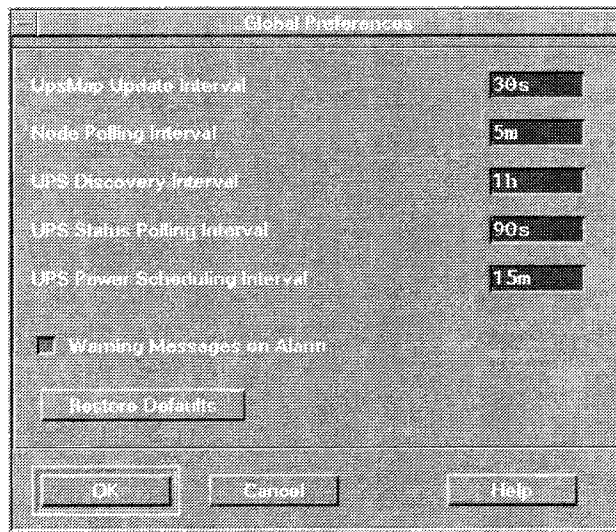 Global Preferences
UpsMap Update Interval 30s
Node Polling Interval 5m
UPS Discovery Interval 1h
UPS Status Polling Interval 90s
UPS Power Scheduling Interval 15m
Warning Messages on Alarm
Restore Defaults
OK Cancel Help